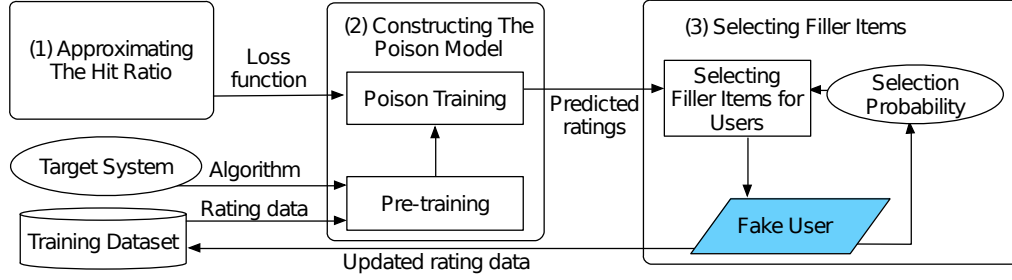 (1) Approximating
The Hit Ratio
Loss
function
(2) Constructing The
Poison Model
Poison Training
Pre-training
Target System
Algorithm
Rating data
Training Dataset
Predicted
ratings
(3) Selecting Filler Items
Selecting
Filler Items for
Users
Selection
Probability
Fake User
Updated rating data